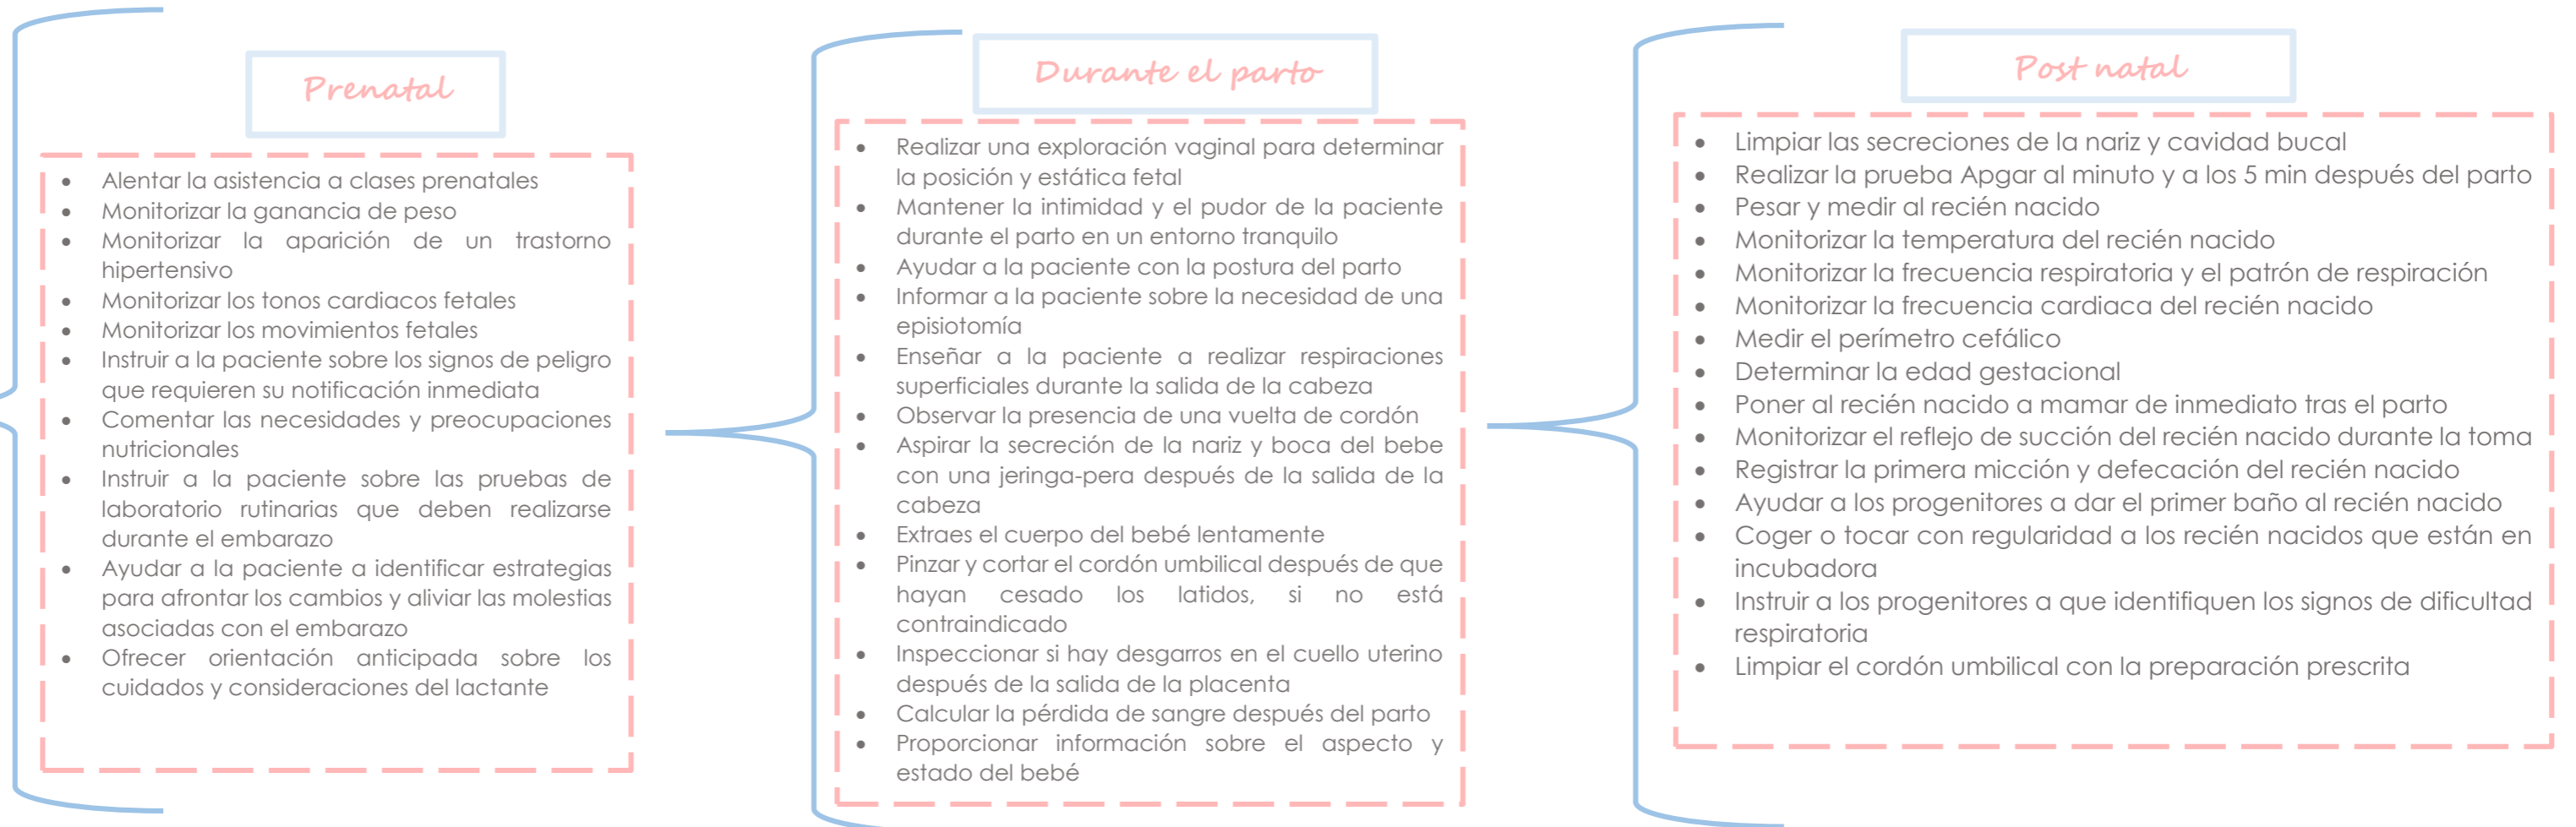 Prenatal
• Alentar la asistencia a clases prenatales
• Monitorizar la ganancia de peso
• Monitorizar la aparición de un trastorno
hipertensivo
• Monitorizar los tonos cardiacos fetales
• Monitorizar los movimientos fetales
• Instruir a la paciente sobre los signos de peligro
que requieren su notificación inmediata
• Comentar las necesidades y preocupaciones
nutricionales
• Instruir a la paciente sobre las pruebas de
laboratorio rutinarias que deben realizarse
durante el embarazo
• Ayudar a la paciente a identificar estrategias
para afrontar los cambios y aliviar las molestias
asociadas con el embarazo
• Ofrecer orientación anticipada sobre los
cuidados y consideraciones del lactante
Durante el parto
• Realizar una exploración vaginal para determinar
la posición y estática fetal
• Mantener la intimidad y el pudor de la paciente
durante el parto en un entorno tranquilo
• Ayudar a la paciente con la postura del parto
• Informar a la paciente sobre la necesidad de una
episiotomía
• Enseñar a la paciente a realizar respiraciones
superficiales durante la salida de la cabeza
• Observar la presencia de una vuelta de cordón
• Aspirar la secreción de la nariz y boca del bebe
con una jeringa-pera después de la salida de la
cabeza
• Extraes el cuerpo del bebé lentamente
• Pinzar y cortar el cordón umbilical después de que
hayan cesado los latidos, si no está
contraindicado
• Inspeccionar si hay desgarros en el cuello uterino
después de la salida de la placenta
• Calcular la pérdida de sangre después del parto
• Proporcionar información sobre el aspecto y
estado del bebé
Post natal
• Limpiar las secreciones de la nariz y cavidad bucal
• Realizar la prueba Apgar al minuto y a los 5 min después del parto
• Pesar y medir al recién nacido
• Monitorizar la temperatura del recién nacido
• Monitorizar la frecuencia respiratoria y el patrón de respiración
• Monitorizar la frecuencia cardiaca del recién nacido
• Medir el perímetro cefálico
• Determinar la edad gestacional
• Poner al recién nacido a mamar de inmediato tras el parto
• Monitorizar el reflejo de succión del recién nacido durante la toma
• Registrar la primera micción y defecación del recién nacido
• Ayudar a los progenitores a dar el primer baño al recién nacido
• Coger o tocar con regularidad a los recién nacidos que están en
incubadora
• Instruir a los progenitores a que identifiquen los signos de dificultad
respiratoria
• Limpiar el cordón umbilical con la preparación prescrita